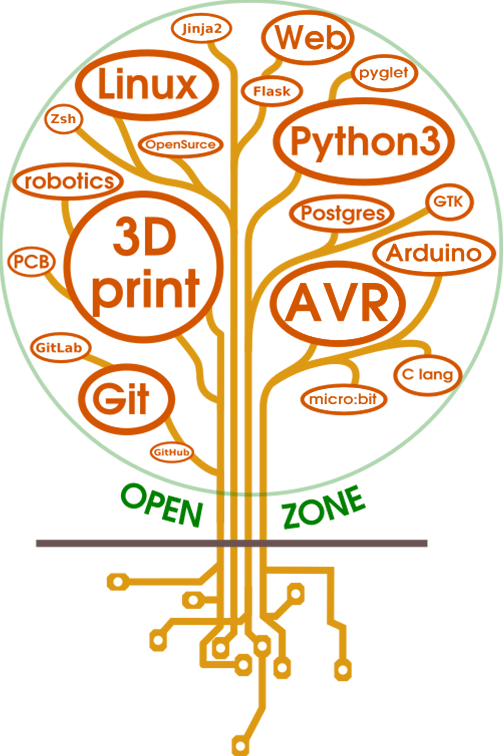 Jinja2
Web
Linux
Flask
pyglet
Zsh
OpenSurce
Python3
robotics
Postgres
GTK
3D
print
PCB
Arduino
AVR
GitLab
C lang
Git
micro:bit
GitHub
OPEN ZONE